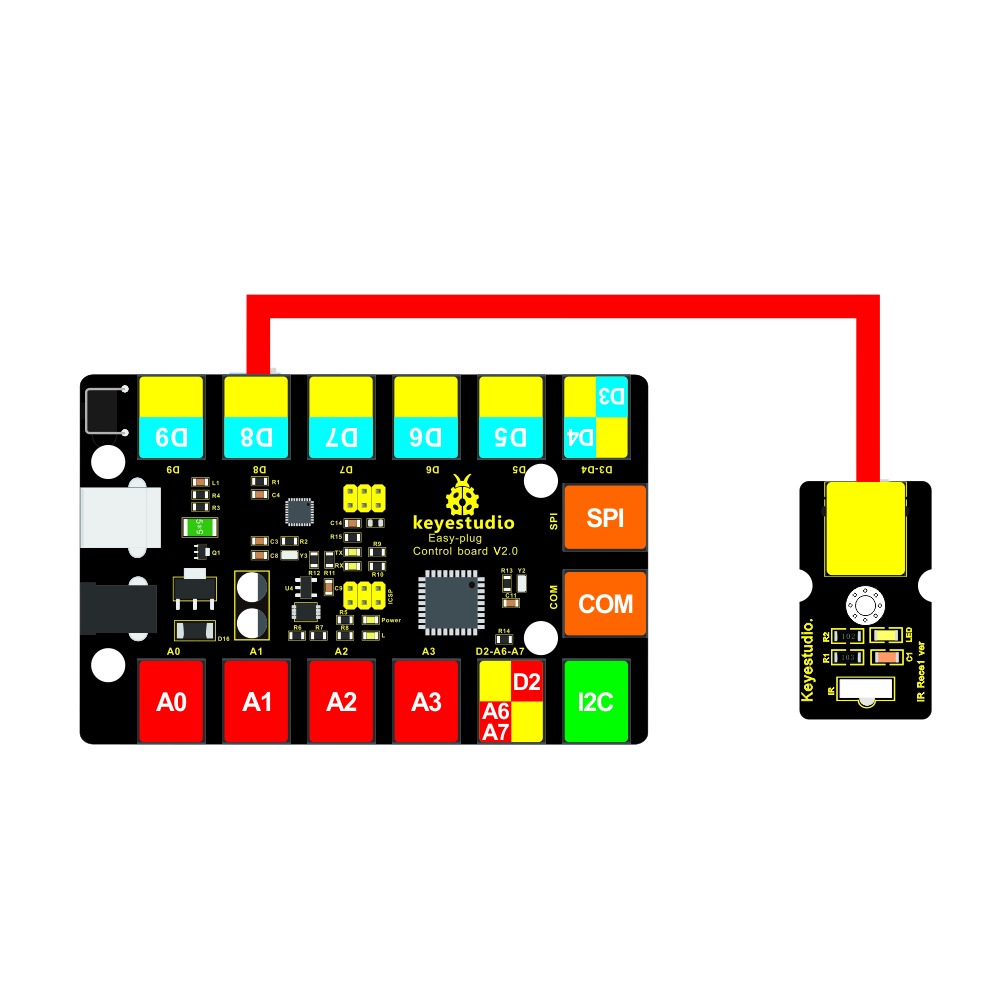 D9
D8
D7
D6
D5
D3
D4
D9
D8
D7
D6
D5
D3-D4
L1
R4
R3
R1
C4
Q1
C3
R2
C8
Y3
C14
R15
TX
RX
R9
R10
R12
R11
U4
C9
ICSP
R5
R6
R7
R8
Power
L
D16
keyestudio
Easy-plug
Control board V2.0
R13
Y2
C11
R14
SPI
SPI
COM
COM
A0
A1
A2
A3
D2-A6-A7
A0
A1
A2
A3
D2
A6
A7
I2C
Keyestudio.
R2
102
LED
R1
103
C1
IR